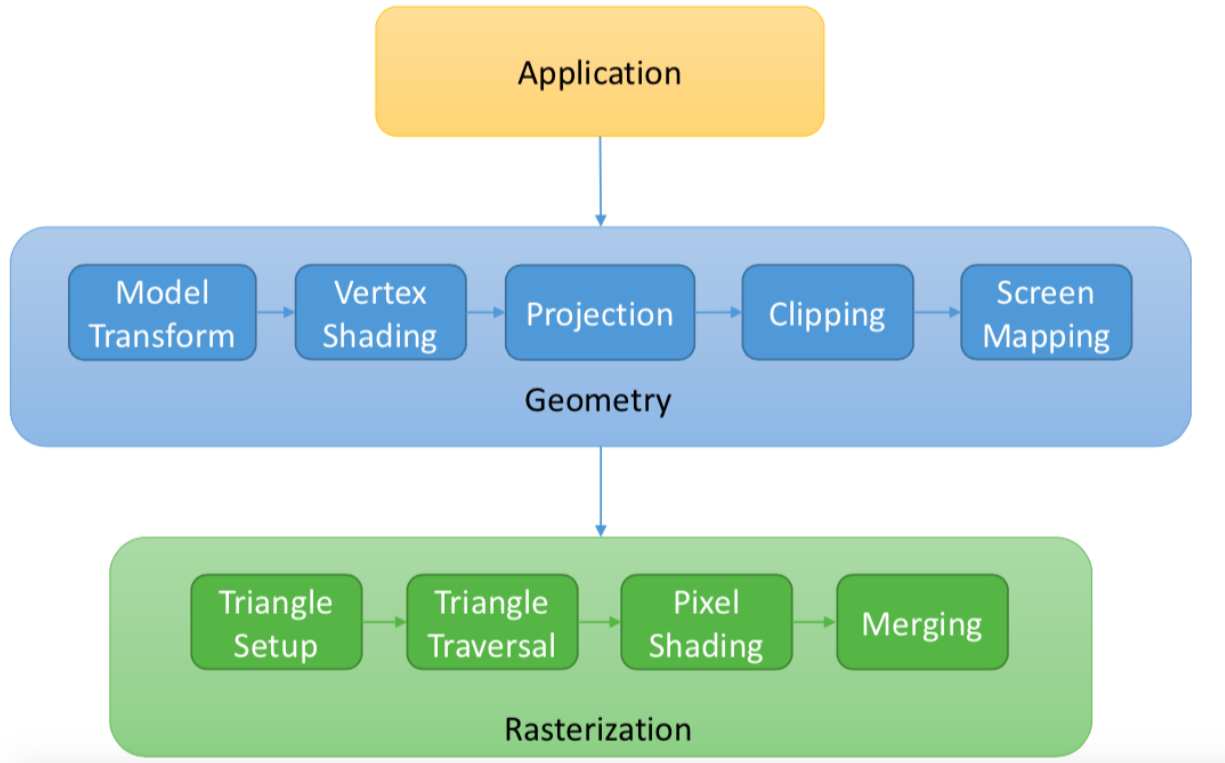 Application
Model
Transform
Vertex
Shading
Projection
Clipping
Screen
Mapping
Geometry
Triangle
Setup
Triangle
Traversal
Pixel
Shading
Merging
Rasterization